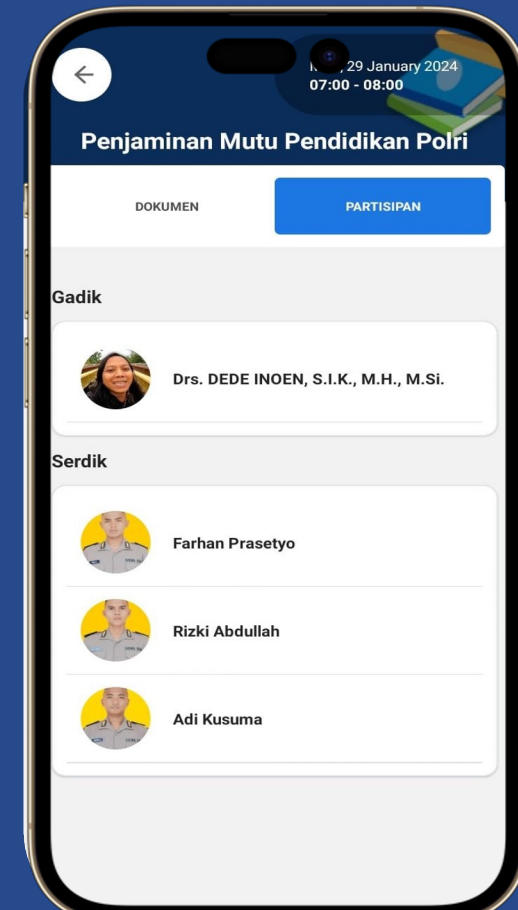 29 January 2024
07:00 - 08:00
Penjaminan Mutu Pendidikan Polri
DOKUMEN
PARTISIPAN
Gadik
Drs. DEDE INOEN, S.I.K., M.H., M.Si.
Serdik
Farhan Prasetyo
Rizki Abdullah
Adi Kusuma